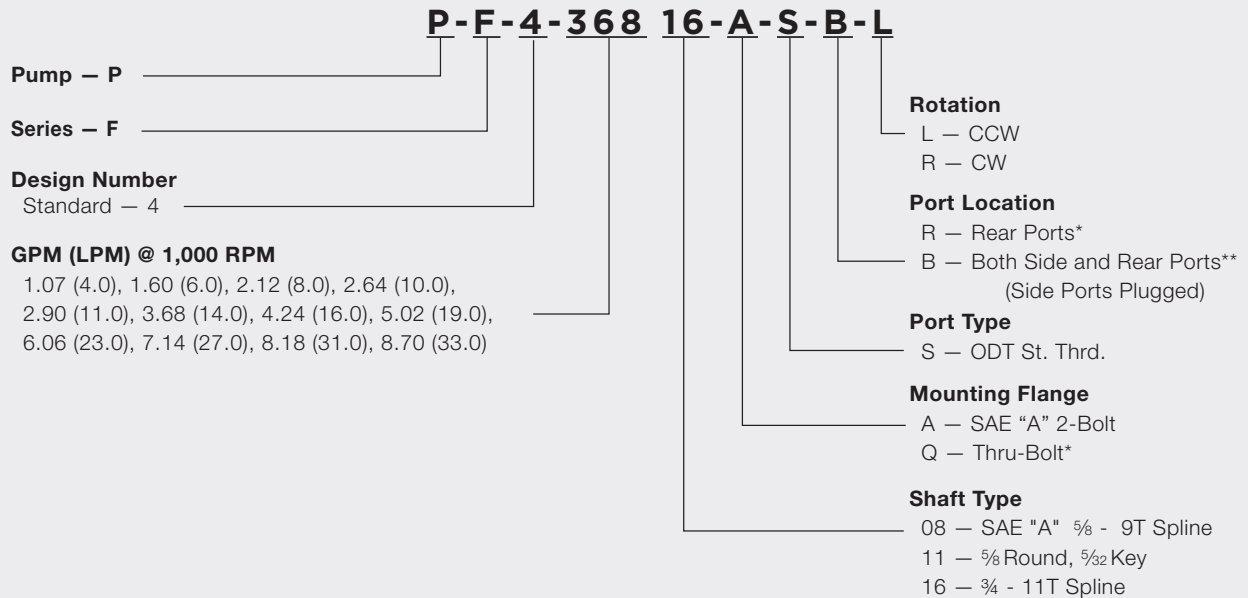 P-F-4-368 16-A-S-B-L
Pump — P
Series — F
Design Number
Standard — 4
GPM (LPM) @ 1,000 RPM
1.07 (4.0), 1.60 (6.0), 2.12 (8.0), 2.64 (10.0),
2.90 (11.0), 3.68 (14.0), 4.24 (16.0), 5.02 (19.0),
6.06 (23.0), 7.14 (27.0), 8.18 (31.0), 8.70 (33.0)
Rotation
L — CCW
R — CW
Port Location
R — Rear Ports*
B — Both Side and Rear Ports**
(Side Ports Plugged)
Port Type
S — ODT St. Thrd.
Mounting Flange
A — SAE “A” 2-Bolt
Q — Thru-Bolt*
Shaft Type
08 — SAE "A" ⅝ - 9T Spline
11 — ⅝ Round, 5⁄32 Key
16 — ¾ - 11T Spline